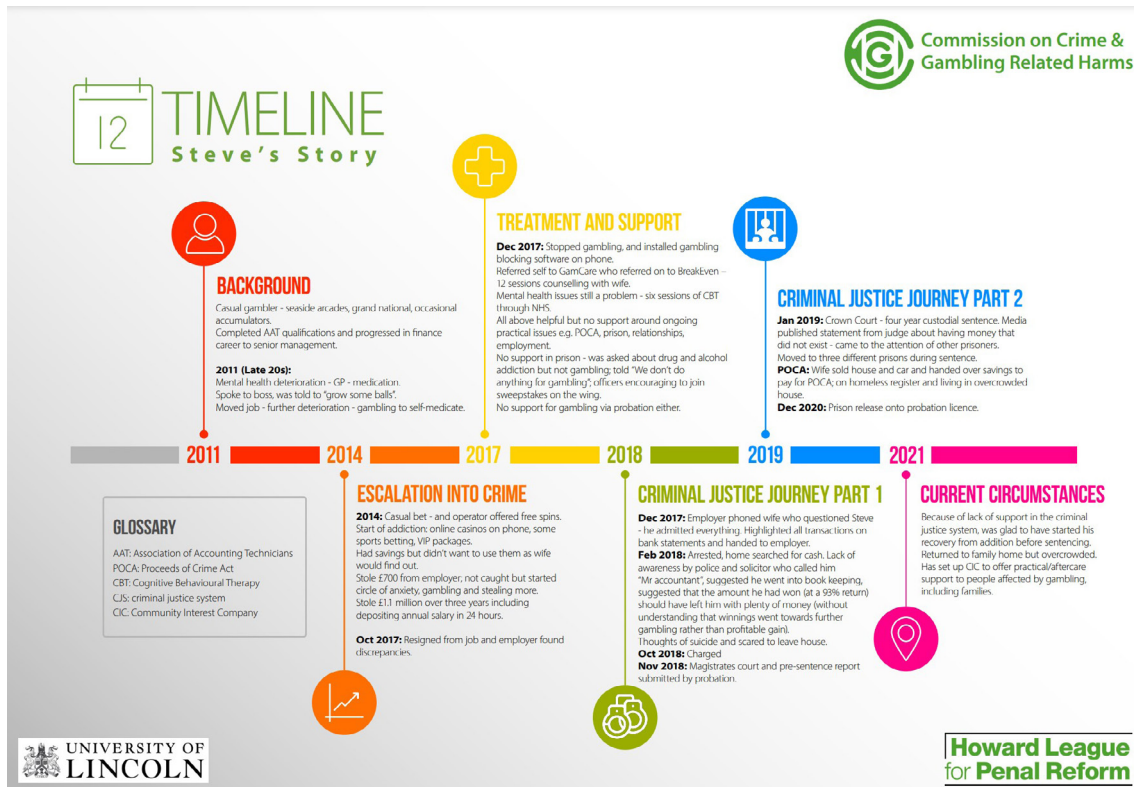 Commission on Crime &
Gambling Related Harms
12
TIMELINE
Steve's Story
BACKGROUND
Casual gambler - seaside arcades, grand national, occasional
accumulators.
Completed AAT qualifications and progressed in finance
career to senior management.
2011 (Late 20s):
Mental health deterioration - GP - medication.
Spoke to boss, was told to "grow some balls".
Moved job - further deterioration - gambling to self-medicate.
TREATMENT AND SUPPORT
Dec 2017: Stopped gambling, and installed gambling
blocking software on phone.
Referred self to GamCare who referred on to BreakEven –
12 sessions counselling with wife.
Mental health issues still a problem - six sessions of CBT
through NHS.
All above helpful but no support around ongoing
practical issues e.g. POCA, prison, relationships,
employment.
No support in prison - was asked about drug and alcohol
addiction but not gambling; told "We don't do
anything for gambling"; officers encouraging to join
sweepstakes on the wing.
No support for gambling via probation either.
CRIMINAL JUSTICE JOURNEY PART 2
Jan 2019: Crown Court - four year custodial sentence. Media
published statement from judge about having money that
did not exist - came to the attention of other prisoners.
Moved to three different prisons during sentence.
POCA: Wife sold house and car and handed over savings to
pay for POCA; on homeless register and living in overcrowded
house.
Dec 2020: Prison release onto probation licence.
2011
2014
2017
2018
2019
2021
GLOSSARY
AAT: Association of Accounting Technicians
POCA: Proceeds of Crime Act
CBT: Cognitive Behavioural Therapy
CJS: criminal justice system
CIC: Community Interest Company
ESCALATION INTO CRIME
2014: Casual bet - and operator offered free spins.
Start of addiction: online casinos on phone, some
sports betting, VIP packages.
Had savings but didn't want to use them as wife
would find out.
Stole £700 from employer, not caught but started
circle of anxiety, gambling and stealing more.
Stole £1.1 million over three years including
depositing annual salary in 24 hours.
Oct 2017: Resigned from job and employer found
discrepancies.
CRIMINAL JUSTICE JOURNEY PART 1
Dec 2017: Employer phoned wife who questioned Steve
- he admitted everything. Highlighted all transactions on
bank statements and handed to employer.
Feb 2018: Arrested, home searched for cash. Lack of
awareness by police and solicitor who called him
"Mr accountant", suggested he went into book keeping,
suggested that the amount he had won (at a 93% return)
should have left him with plenty of money (without
understanding that winnings went towards further
gambling rather than profitable gain).
Thoughts of suicide and scared to leave house.
Oct 2018: Charged
Nov 2018: Magistrates court and pre-sentence report
submitted by probation.
CURRENT CIRCUMSTANCES
Because of lack of support in the criminal
justice system, was glad to have started his
recovery from addition before sentencing.
Returned to family home but overcrowded.
Has set up CIC to offer practical/aftercare
support to people affected by gambling,
including families.
UNIVERSITY OF
LINCOLN
Howard League
for Penal Reform